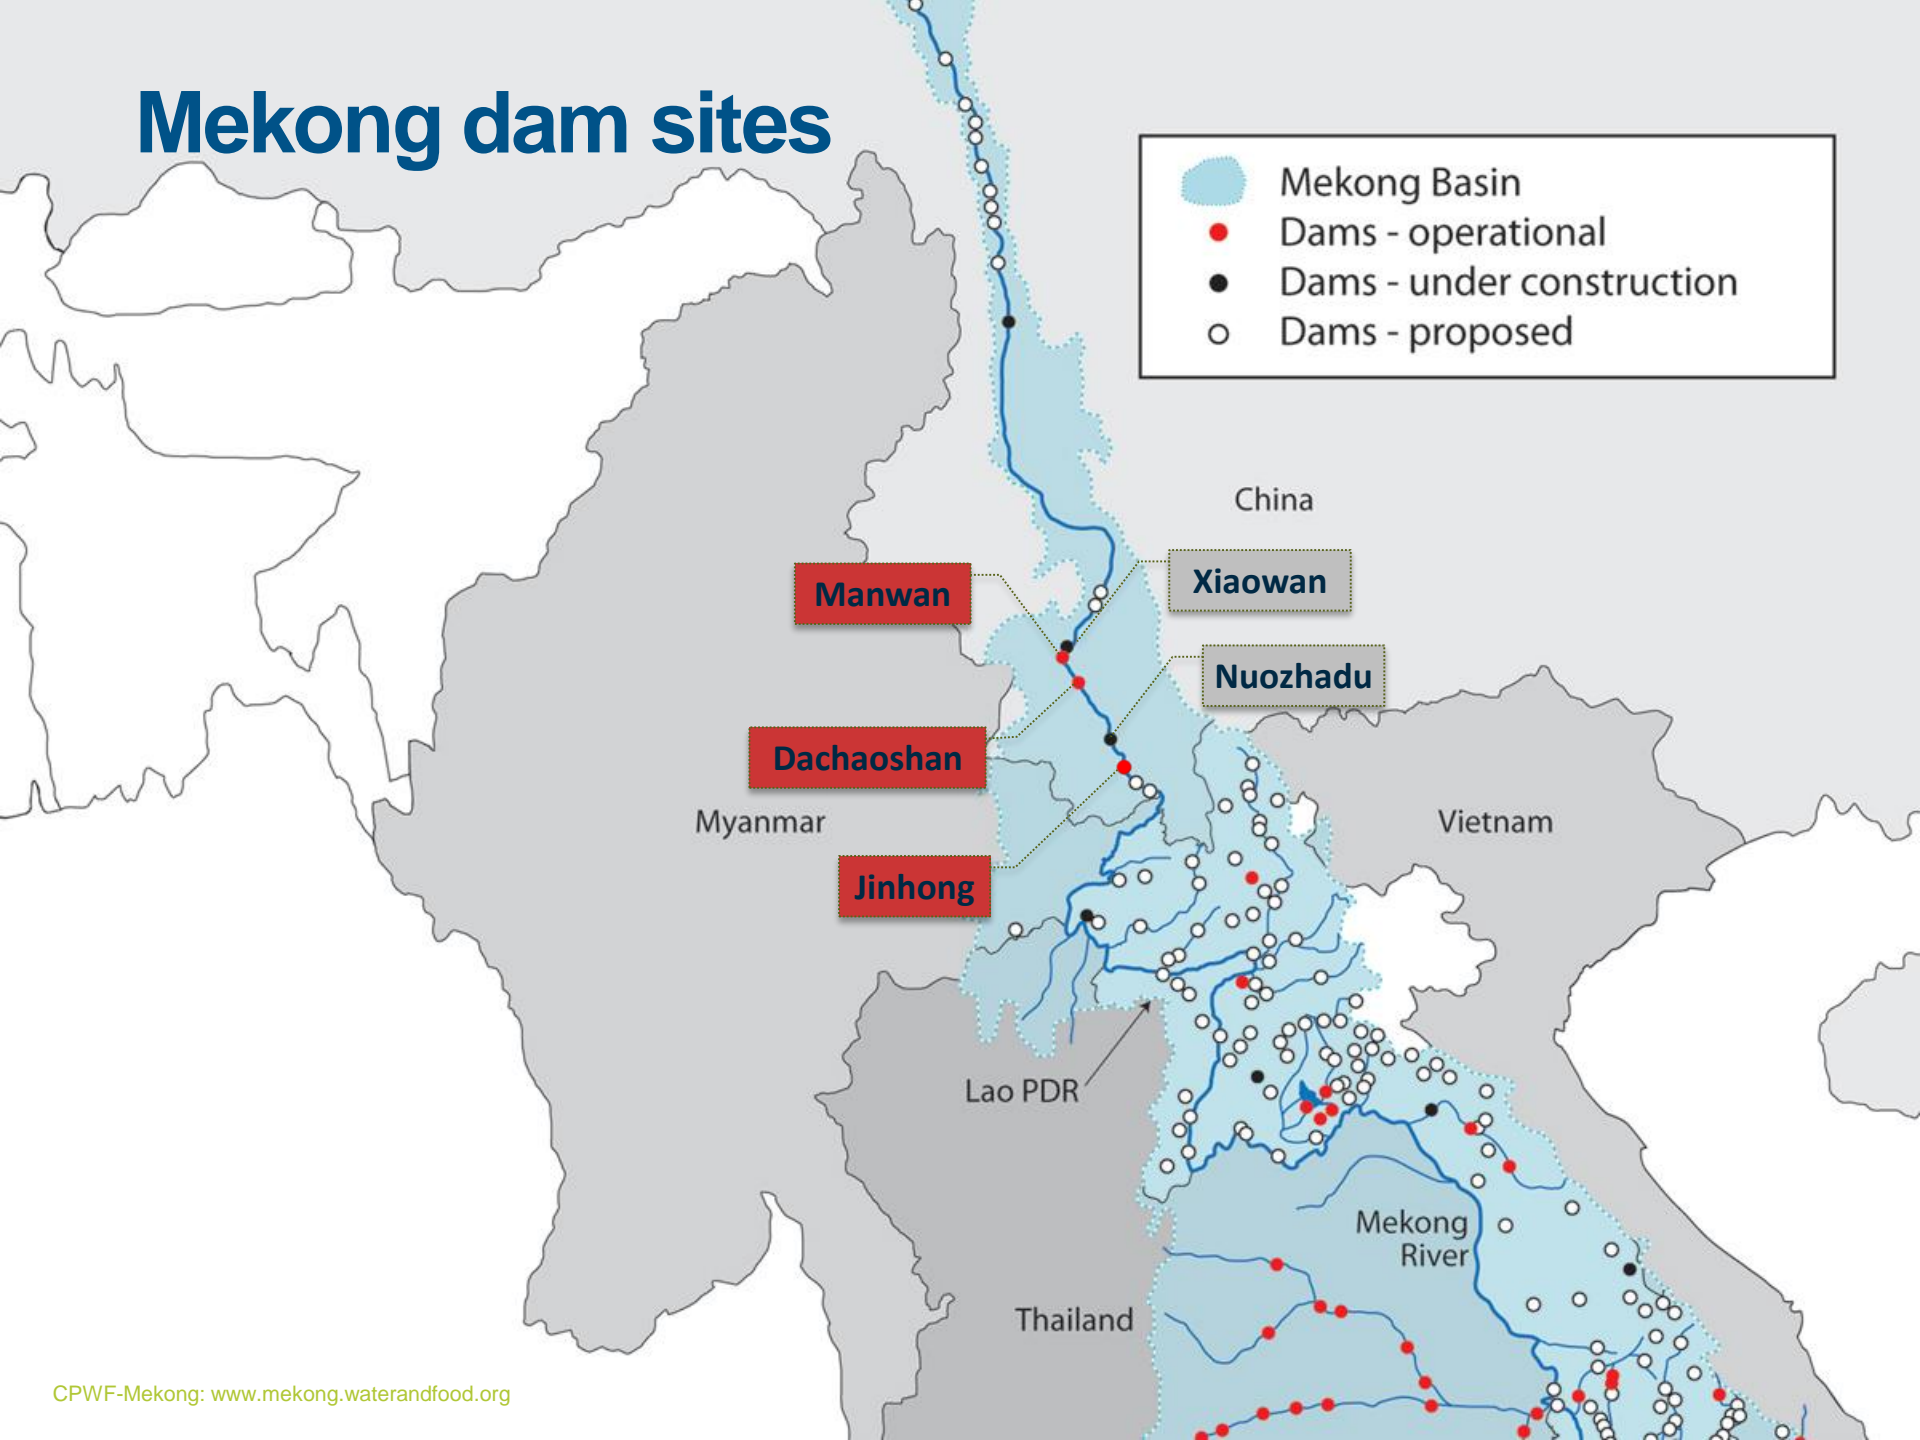 Mekong dam sites
Mekong Basin
Dams - operational
Dams - under construction
Dams - proposed
China
Manwan
Xiaowan
Nuozhadu
Dachaoshan
Myanmar
Vietnam
Jinhong
Lao PDR
Mekong
River
Thailand
CPWF-Mekong: www.mekong.waterandfood.org